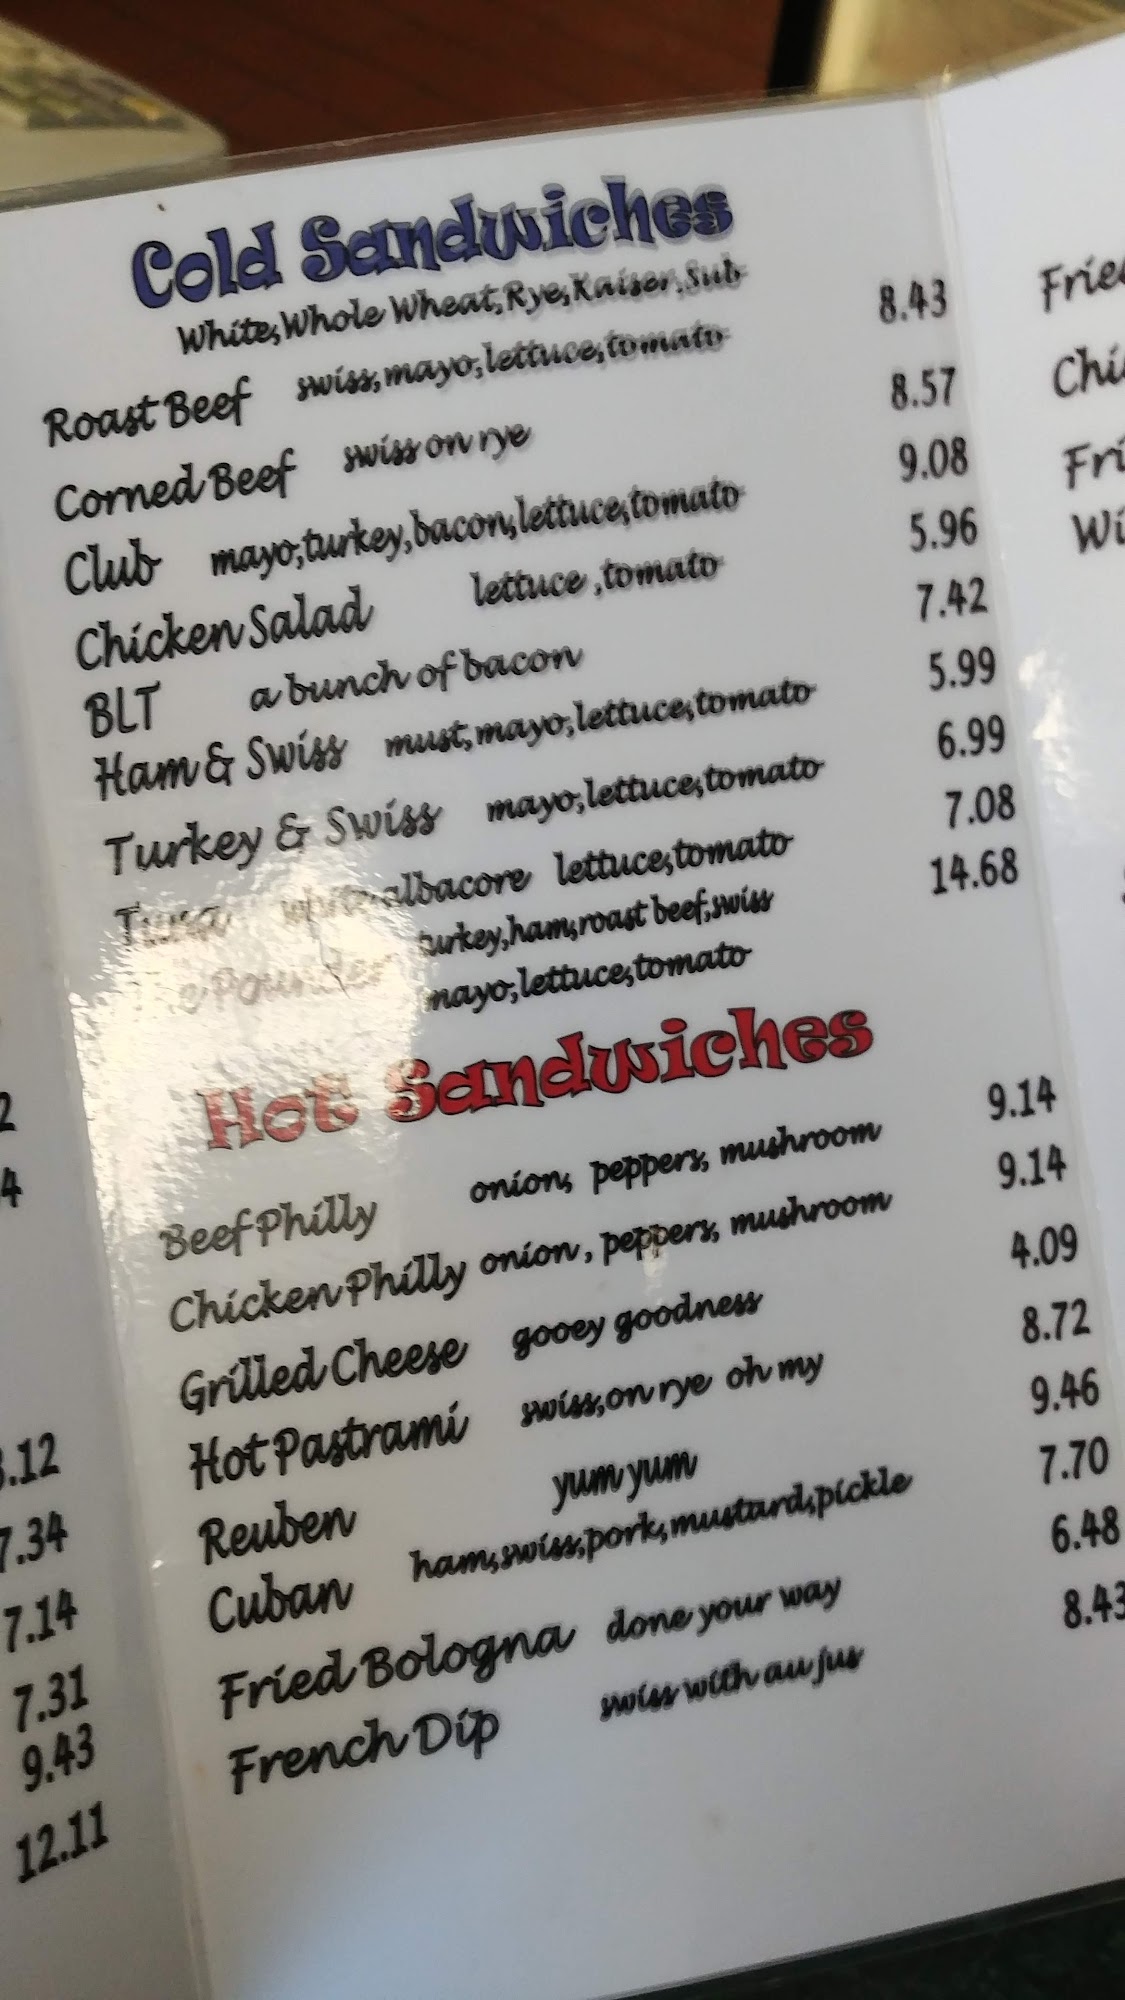 Cold Sandwiches
White, Whole Wheat, Rye, Kaiser, Sub
Roast Beef swiss, mayo, lettuce, tomato 8.43
Corned Beef swiss on rye 8.57
Club mayo, turkey, bacon, lettuce, tomato 9.08
Chicken Salad lettuce ,tomato 5.96
BLT a bunch of bacon 7.42
Ham & Swiss must, mayo, lettuce, tomato 5.99
Turkey & Swiss mayo, lettuce, tomato 6.99
Tuna white albacore lettuce, tomato 7.08
The Pounder turkey, ham, roast beef, swiss 14.68
mayo, lettuce, tomato
Hot Sandwiches
Beef Philly onion, peppers, mushroom 9.14
Chicken Philly onion , peppers, mushroom 9.14
Grilled Cheese gooey goodness 4.09
Hot Pastrami swiss, on rye oh my 8.72
Reuben yum yum 9.46
Cuban ham, swiss, pork, mustard, pickle 7.70
Fried Bologna done your way 6.48
French Dip swiss with au jus 8.43
7.34
7.14
7.31
9.43
12.11